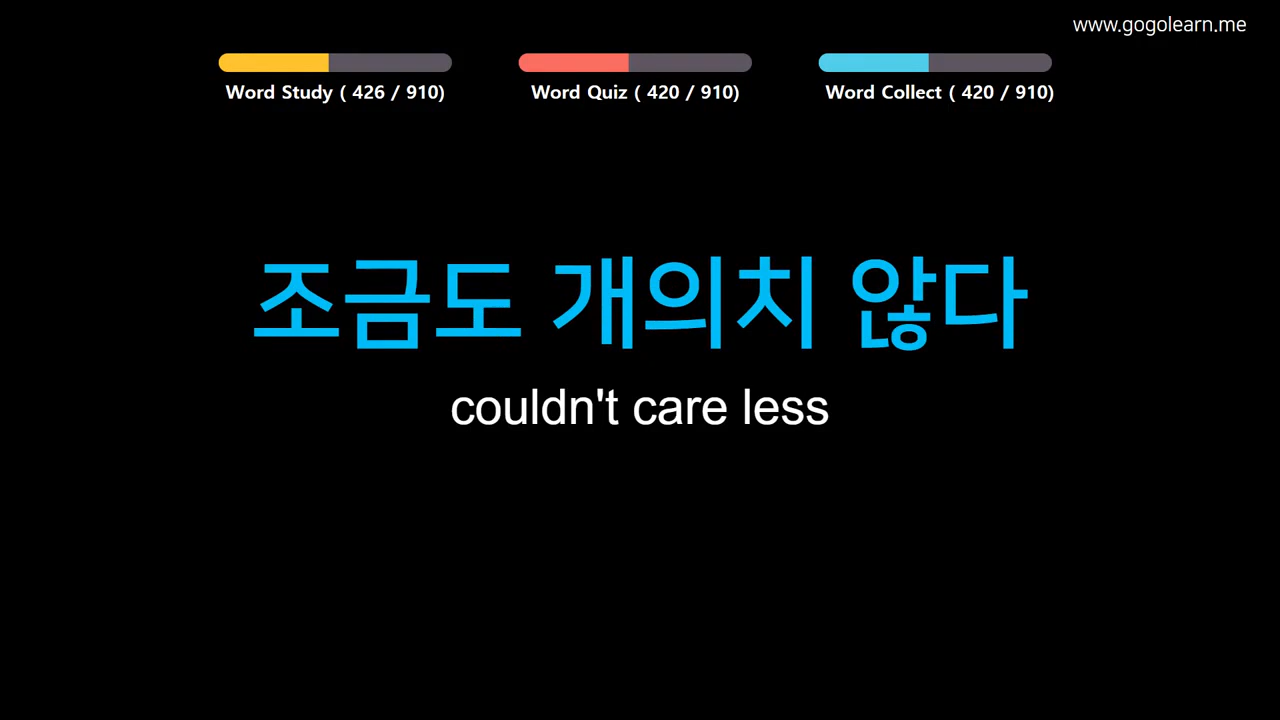 www.gogolearn.me
Word Study ( 426 / 910)
Word Quiz ( 420 / 910)
Word Collect ( 420 / 910)
조금도 개의치 않다
couldn't care less